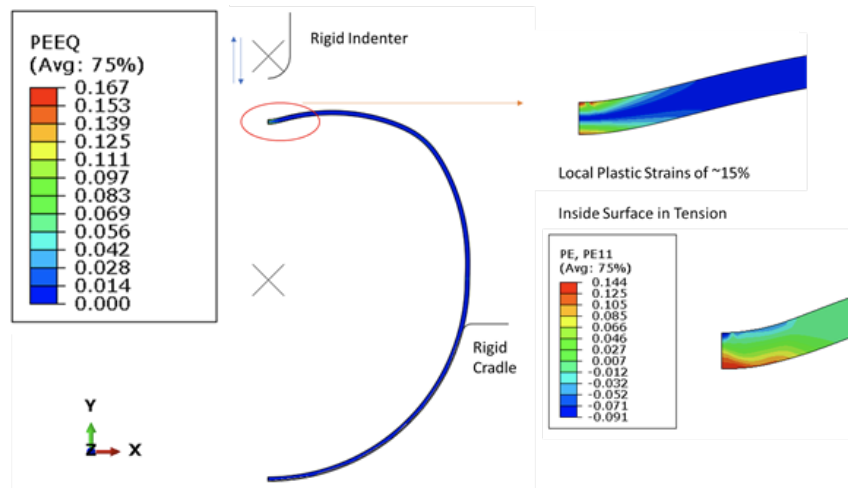 PEEQ
(Avg: 75%)
0.167
0.153
0.139
0.125
0.111
0.097
0.083
0.069
0.056
0.042
0.028
0.014
0.000
Rigid Indenter
Rigid
Cradle
Y
Z
X
Local Plastic Strains of ~15%
Inside Surface in Tension
PE, PE11
(Avg: 75%)
0.144
0.125
0.105
0.085
0.066
0.046
0.027
0.007
-0.012
-0.032
-0.052
-0.071
-0.091